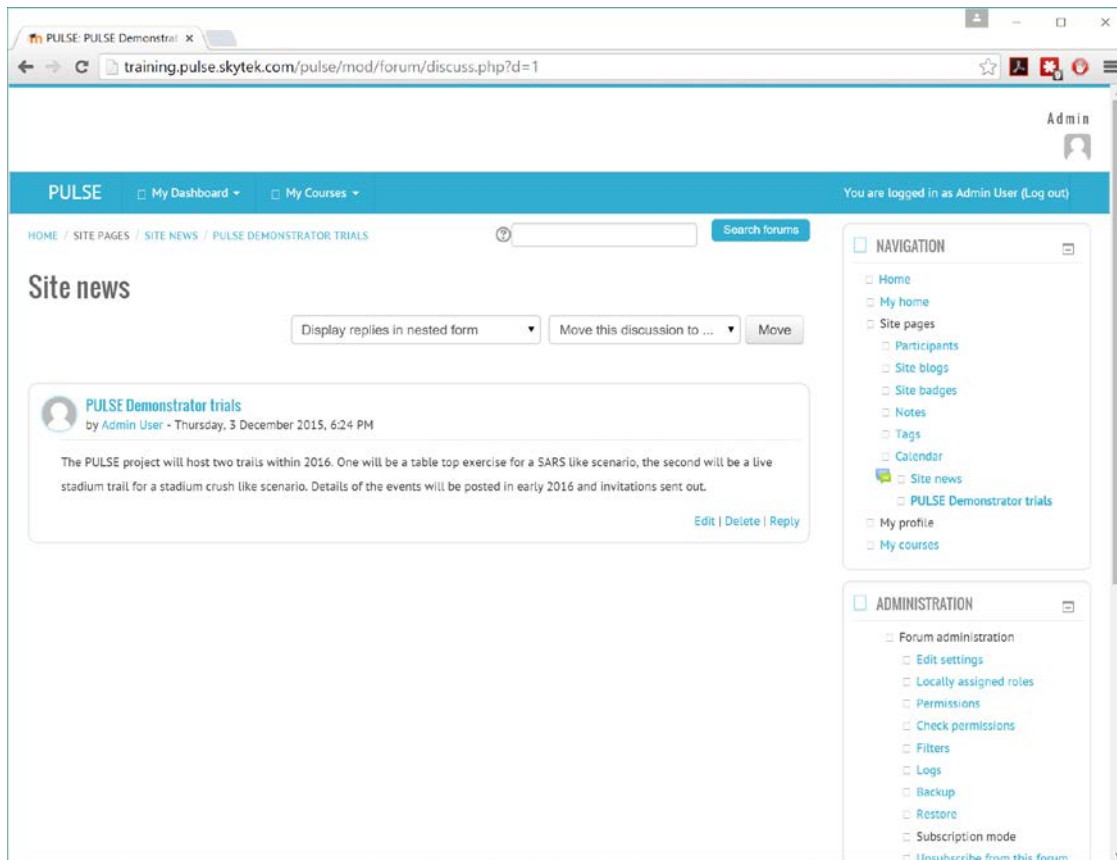 PULSE: PULSE Demonstrat
training.pulse.skytek.com/pulse/mod/forum/discuss.php?d=1
Admin
PULSE My Dashboard My Courses You are logged in as Admin User (Log out)
HOME / SITE PAGES / SITE NEWS / PULSE DEMONSTRATOR TRIALS
Search forums
Site news
Display replies in nested form
Move this discussion to ...
Move
PULSE Demonstrator trials
by Admin User - Thursday, 3 December 2015, 6:24 PM
The PULSE project will host two trails within 2016. One will be a table top exercise for a SARS like scenario, the second will be a live
stadium trail for a stadium crush like scenario. Details of the events will be posted in early 2016 and invitations sent out.
Edit | Delete | Reply
NAVIGATION
Home
My home
Site pages
Participants
Site blogs
Site badges
Notes
Tags
Calendar
Site news
PULSE Demonstrator trials
My profile
My courses
ADMINISTRATION
Forum administration
Edit settings
Locally assigned roles
Permissions
Check permissions
Filters
Logs
Backup
Restore
Subscription mode
Unsubscribe from this forum